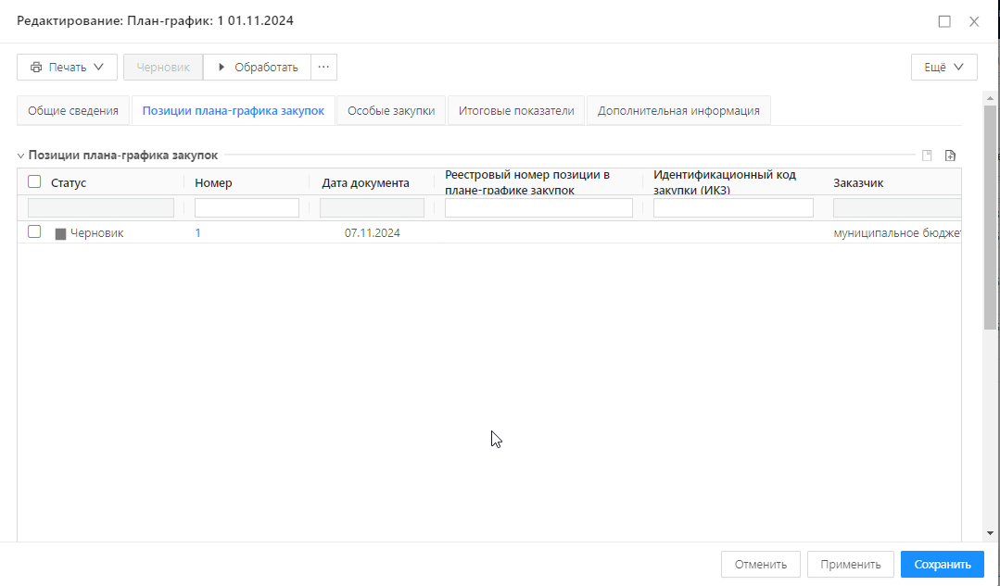 Редактирование: План-график: 1 01.11.2024
Печать Черновик Обработать ... Ещё
Общие сведения Позиции плана-графика закупок Особые закупки Итоговые показатели Дополнительная информация
Позиции плана-графика закупок
Статус Номер Дата документа Реестровый номер позиции в плане-графике закупок Идентификационный код закупки (ИКЗ) Заказчик
Черновик 1 07.11.2024 муниципальное бюджет
Отменить Применить Сохранить